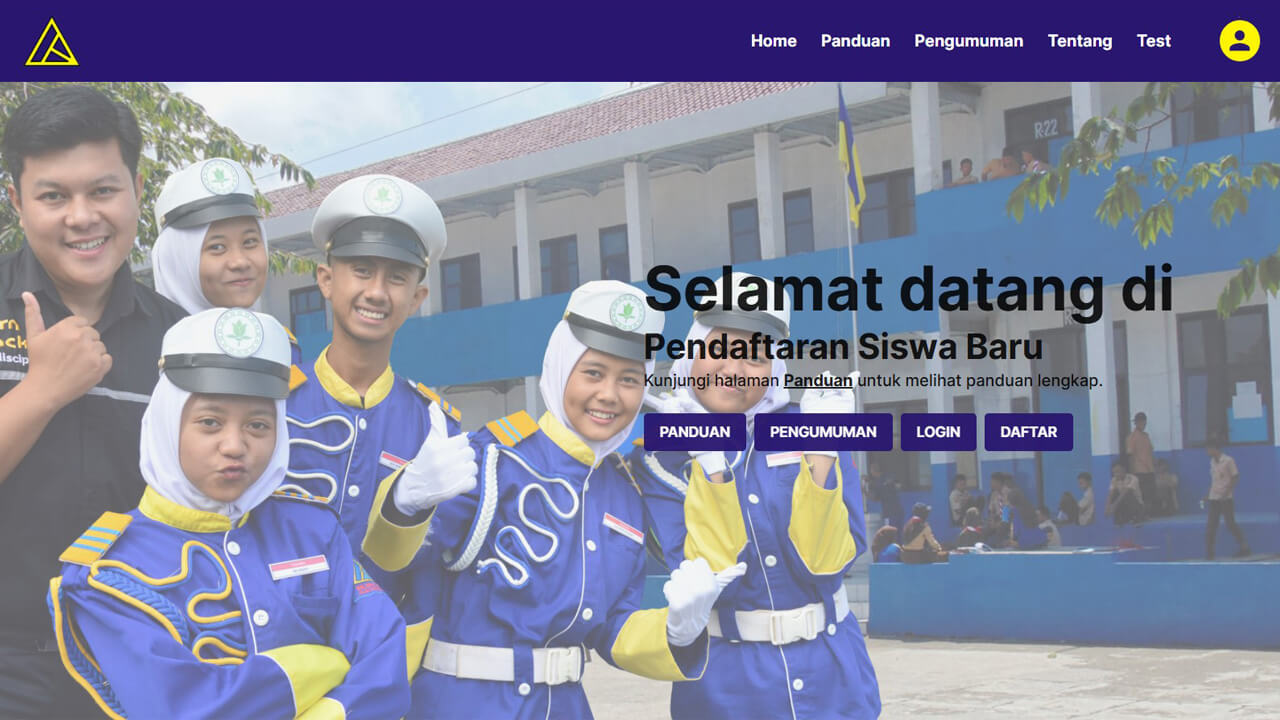 Home Panduan Pengumuman Tentang Test
R-22
Selamat datang di
Pendaftaran Siswa Baru
Kunjungi halaman Panduan untuk melihat panduan lengkap.
PANDUAN PENGUMUMAN LOGIN DAFTAR